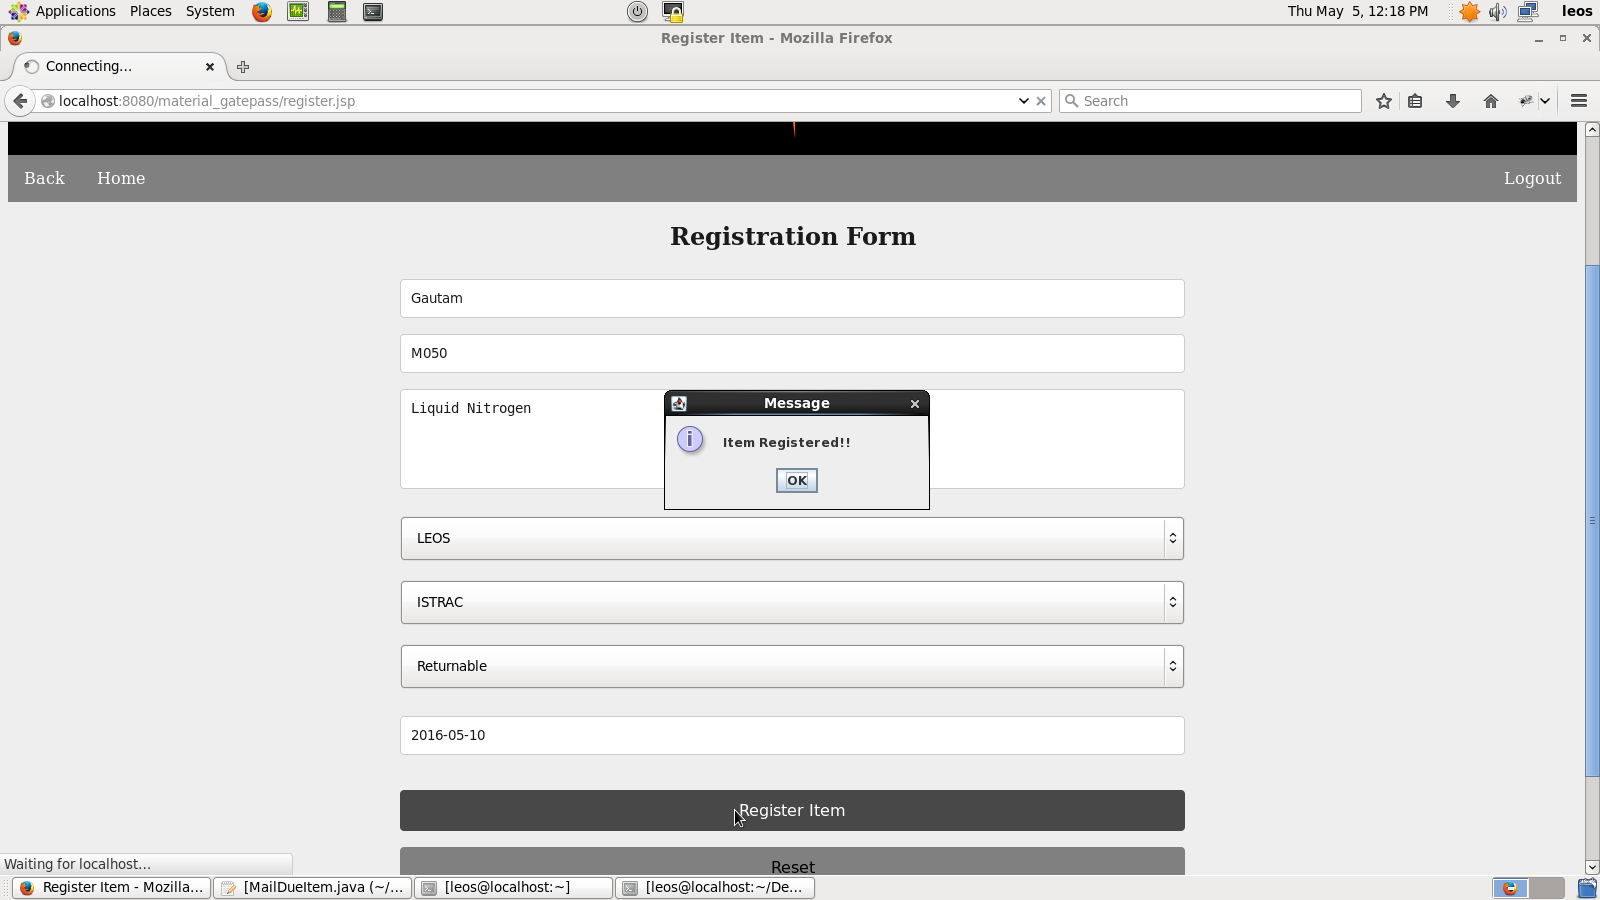 Applications Places System Thu May 5, 12:18 PM leos
Register Item - Mozilla Firefox
Connecting...
localhost:8080/material_gatepass/register.jsp Search
Back Home Logout
Registration Form
Gautam
M050
Liquid Nitrogen
Message
Item Registered!!
OK
LEOS
ISTRAC
Returnable
2016-05-10
Register Item
Reset
Waiting for localhost...
Register Item - Mozilla... [MailDueItem.java (~/... [leos@localhost:~] [leos@localhost:~/De...